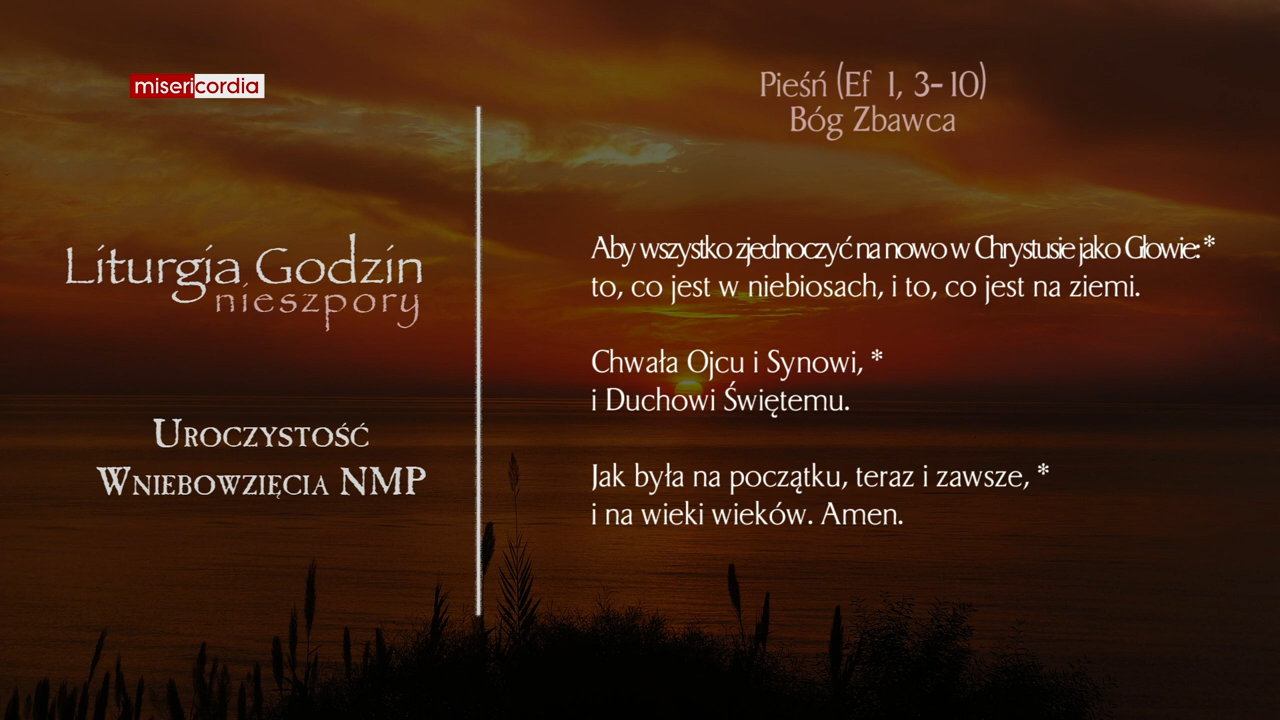 misericordia
Liturgia Godzin
nieszpory
Uroczystość
Wniebowzięcia NMP
Pieśń (Ef 1, 3-10)
Bóg Zbawca
Aby wszystko zjednoczyć na nowo w Chrystusie jako Głowie: *
to, co jest w niebiosach, i to, co jest na ziemi.
Chwała Ojcu i Synowi, *
i Duchowi Świętemu.
Jak była na początku, teraz i zawsze, *
i na wieki wieków. Amen.